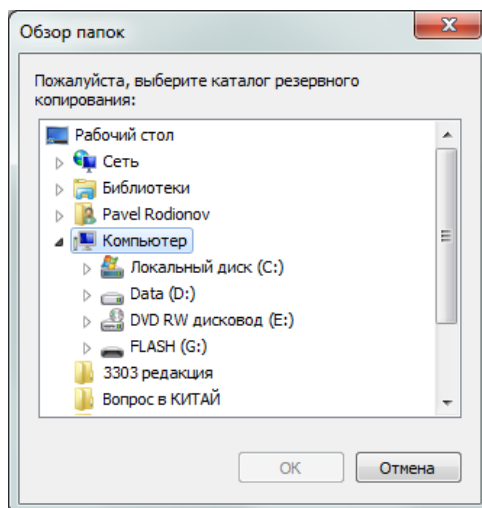 Обзор папок
Пожалуйста, выберите каталог резервного
копирования:
Рабочий стол
Сеть
Библиотеки
Pavel Rodionov
Компьютер
Локальный диск (C:)
Data (D:)
DVD RW дисковод (E:)
FLASH (G:)
3303 редакция
Вопрос в КИТАЙ
ОК
Отмена